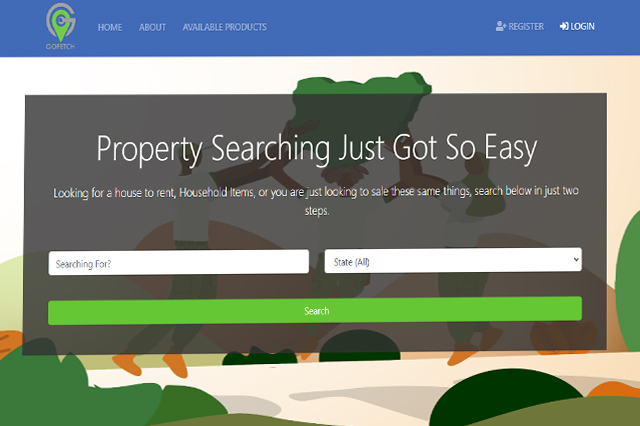 HOME ABOUT AVAILABLE PRODUCTS REGISTER LOGIN
GOFETCH
Property Searching Just Got So Easy
Looking for a house to rent, Household Items, or you are just looking to sale these same things, search below in just two
steps.
Searching For? State (All)
Search